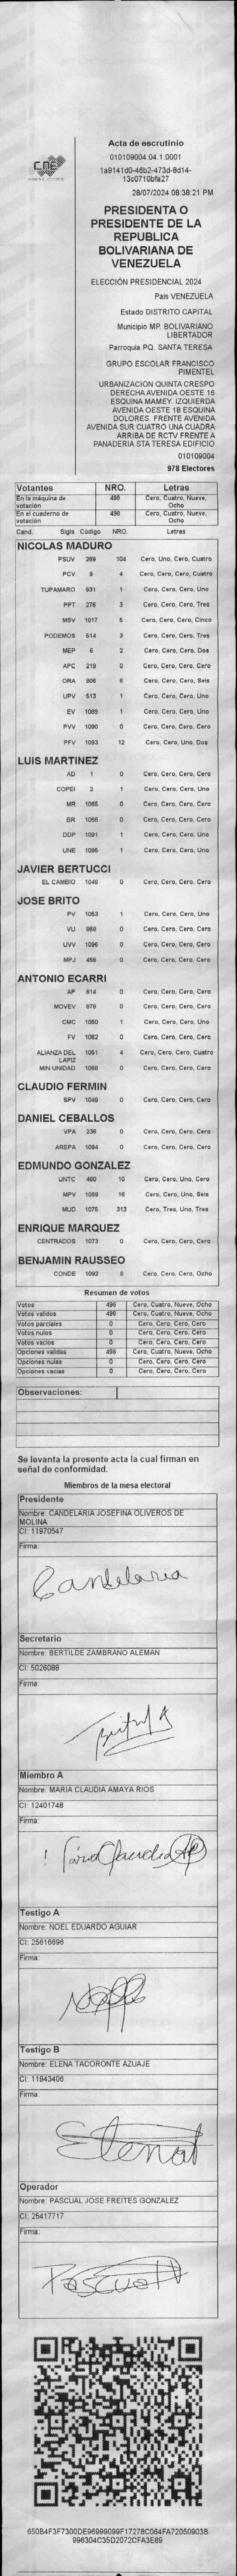 CNE
Acta de escrutinio
010109004.04.1.0001
1a9141d0-46b2-473d-8d14-
13c0710bfa27
28/07/2024 08:38:21 PM
PRESIDENTA O
PRESIDENTE DE LA
REPUBLICA
BOLIVARIANA DE
VENEZUELA
ELECCIÓN PRESIDENCIAL 2024
País VENEZUELA
Estado DISTRITO CAPITAL
Municipio MP. BOLIVARIANO
LIBERTADOR
Parroquia PQ. SANTA TERESA
GRUPO ESCOLAR FRANCISCO
PIMENTEL
URBANIZACION QUINTA CRESPO
DERECHA AVENIDA OESTE 16
ESQUINA MAMEY. IZQUIERDA
AVENIDA OESTE 18 ESQUINA
DOLORES. FRENTE AVENIDA
AVENIDA SUR CUATRO UNA CUADRA
ARRIBA DE RCTV FRENTE A
PANADERIA STA TERESA EDIFICIO
010109004
978 Electores
Votantes NRO. Letras
En la máquina de votación 498 Cero, Cuatro, Nueve, Ocho
En el cuaderno de votación 498 Cero, Cuatro, Nueve, Ocho
Cand. Sigla Código NRO. Letras
NICOLAS MADURO
PSUV 269 104 Cero, Uno, Cero, Cuatro
PCV 9 4 Cero, Cero, Cero, Cuatro
TUPAMARO 931 1 Cero, Cero, Cero, Uno
PPT 276 3 Cero, Cero, Cero, Tres
MSV 1017 5 Cero, Cero, Cero, Cinco
PODEMOS 514 3 Cero, Cero, Cero, Tres
MEP 6 2 Cero, Cero, Cero, Dos
APC 219 0 Cero, Cero, Cero, Cero
ORA 906 6 Cero, Cero, Cero, Seis
UPV 513 1 Cero, Cero, Cero, Uno
EV 1089 1 Cero, Cero, Cero, Uno
PVV 1090 0 Cero, Cero, Cero, Cero
PFV 1093 12 Cero, Cero, Uno, Dos
LUIS MARTINEZ
AD 1 0 Cero, Cero, Cero, Cero
COPEI 2 1 Cero, Cero, Cero, Uno
MR 1065 0 Cero, Cero, Cero, Cero
BR 1066 0 Cero, Cero, Cero, Cero
DDP 1091 1 Cero, Cero, Cero, Uno
UNE 1095 1 Cero, Cero, Cero, Uno
JAVIER BERTUCCI
EL CAMBIO 1048 0 Cero, Cero, Cero, Cero
JOSE BRITO
PV 1053 1 Cero, Cero, Cero, Uno
VU 969 0 Cero, Cero, Cero, Cero
UVV 1096 0 Cero, Cero, Cero, Cero
MPJ 458 0 Cero, Cero, Cero, Cero
ANTONIO ECARRI
AP 814 0 Cero, Cero, Cero, Cero
MOVEV 979 0 Cero, Cero, Cero, Cero
CMC 1050 1 Cero, Cero, Cero, Uno
FV 1062 0 Cero, Cero, Cero, Cero
ALIANZA DEL LAPIZ 1051 4 Cero, Cero, Cero, Cuatro
MIN UNIDAD 1068 0 Cero, Cero, Cero, Cero
CLAUDIO FERMIN
SPV 1049 0 Cero, Cero, Cero, Cero
DANIEL CEBALLOS
VPA 236 0 Cero, Cero, Cero, Cero
AREPA 1094 0 Cero, Cero, Cero, Cero
EDMUNDO GONZALEZ
UNTC 460 10 Cero, Cero, Uno, Cero
MPV 1069 16 Cero, Cero, Uno, Seis
MUD 1075 313 Cero, Tres, Uno, Tres
ENRIQUE MARQUEZ
CENTRADOS 1073 0 Cero, Cero, Cero, Cero
BENJAMIN RAUSSEO
CONDE 1092 8 Cero, Cero, Cero, Ocho
Resumen de votos
Votos 498 Cero, Cuatro, Nueve, Ocho
Votos validos 498 Cero, Cuatro, Nueve, Ocho
Votos parciales 0 Cero, Cero, Cero, Cero
Votos nulos 0 Cero, Cero, Cero, Cero
Votos vacios 0 Cero, Cero, Cero, Cero
Opciones validas 498 Cero, Cuatro, Nueve, Ocho
Opciones nulas 0 Cero, Cero, Cero, Cero
Opciones vacias 0 Cero, Cero, Cero, Cero
Observaciones:
Se levanta la presente acta la cual firman en
señal de conformidad.
Miembros de la mesa electoral
Presidente
Nombre: CANDELARIA JOSEFINA OLIVEROS DE
MOLINA
CI: 11970547
Firma:
Candelaria
Secretario
Nombre: BERTILDE ZAMBRANO ALEMAN
CI: 5026088
Firma:
Miembro A
Nombre: MARIA CLAUDIA AMAYA RIOS
CI: 12401748
Firma:
Testigo A
Nombre: NOEL EDUARDO AGUIAR
CI: 25616696
Firma:
Testigo B
Nombre: ELENA TACORONTE AZUAJE
CI: 11943406
Firma:
Operador
Nombre: PASCUAL JOSE FREITES GONZALEZ
CI: 25417717
Firma:
650B4F3F7300DE96999099F17278C064FA72050903B
996304C35D2072CFA3E69